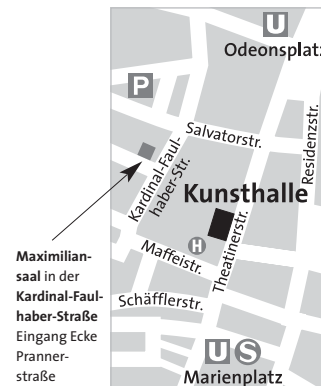 U
Odeonsplatz
P
Salvatorstr.
Residenzstr.
Kardinal-Faul-
haber-Str.
Kunsthalle
H
Theatinerstr.
Maffeistr.
Schäfflerstr.
Maximilian-
saal in der
Kardinal-Faul-
haber-Straße
Eingang Ecke
Pranner-
straße
U S
Marienplatz